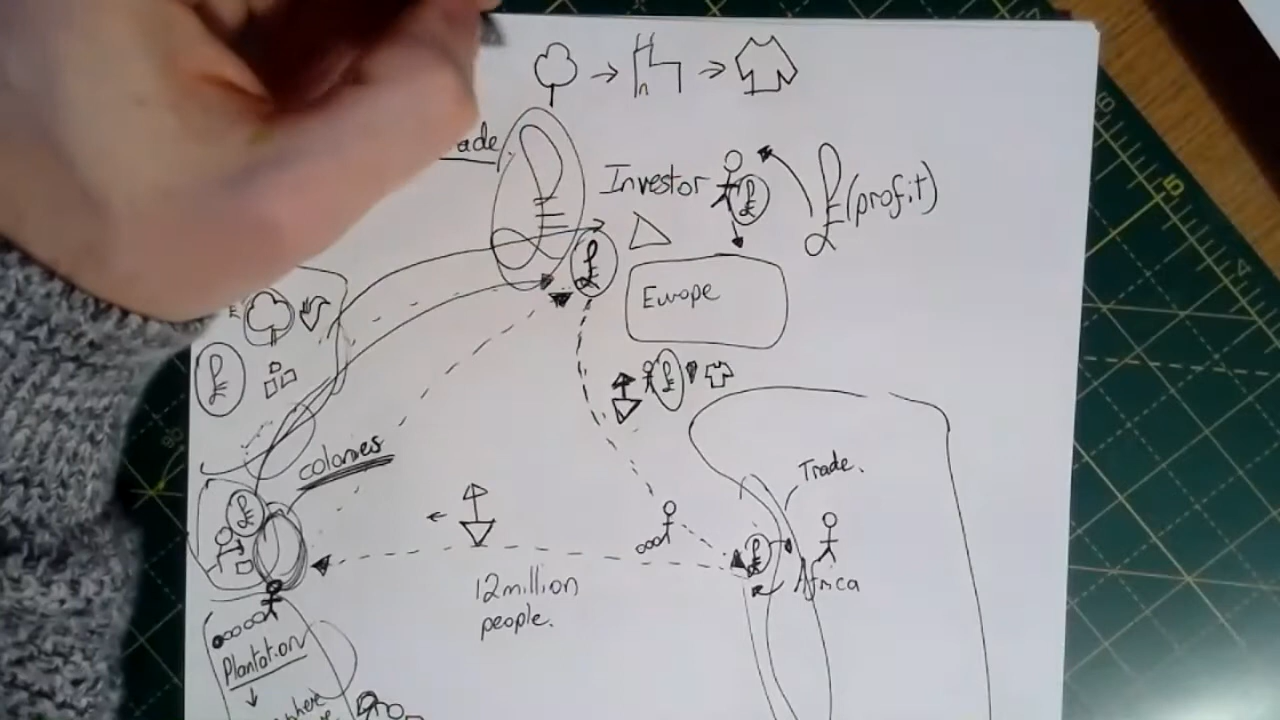 ade
Investor £
£(profit)
£
£
Europe
£
£
colonies
Trade.
£
£
Africa
12million
people.
Plantation